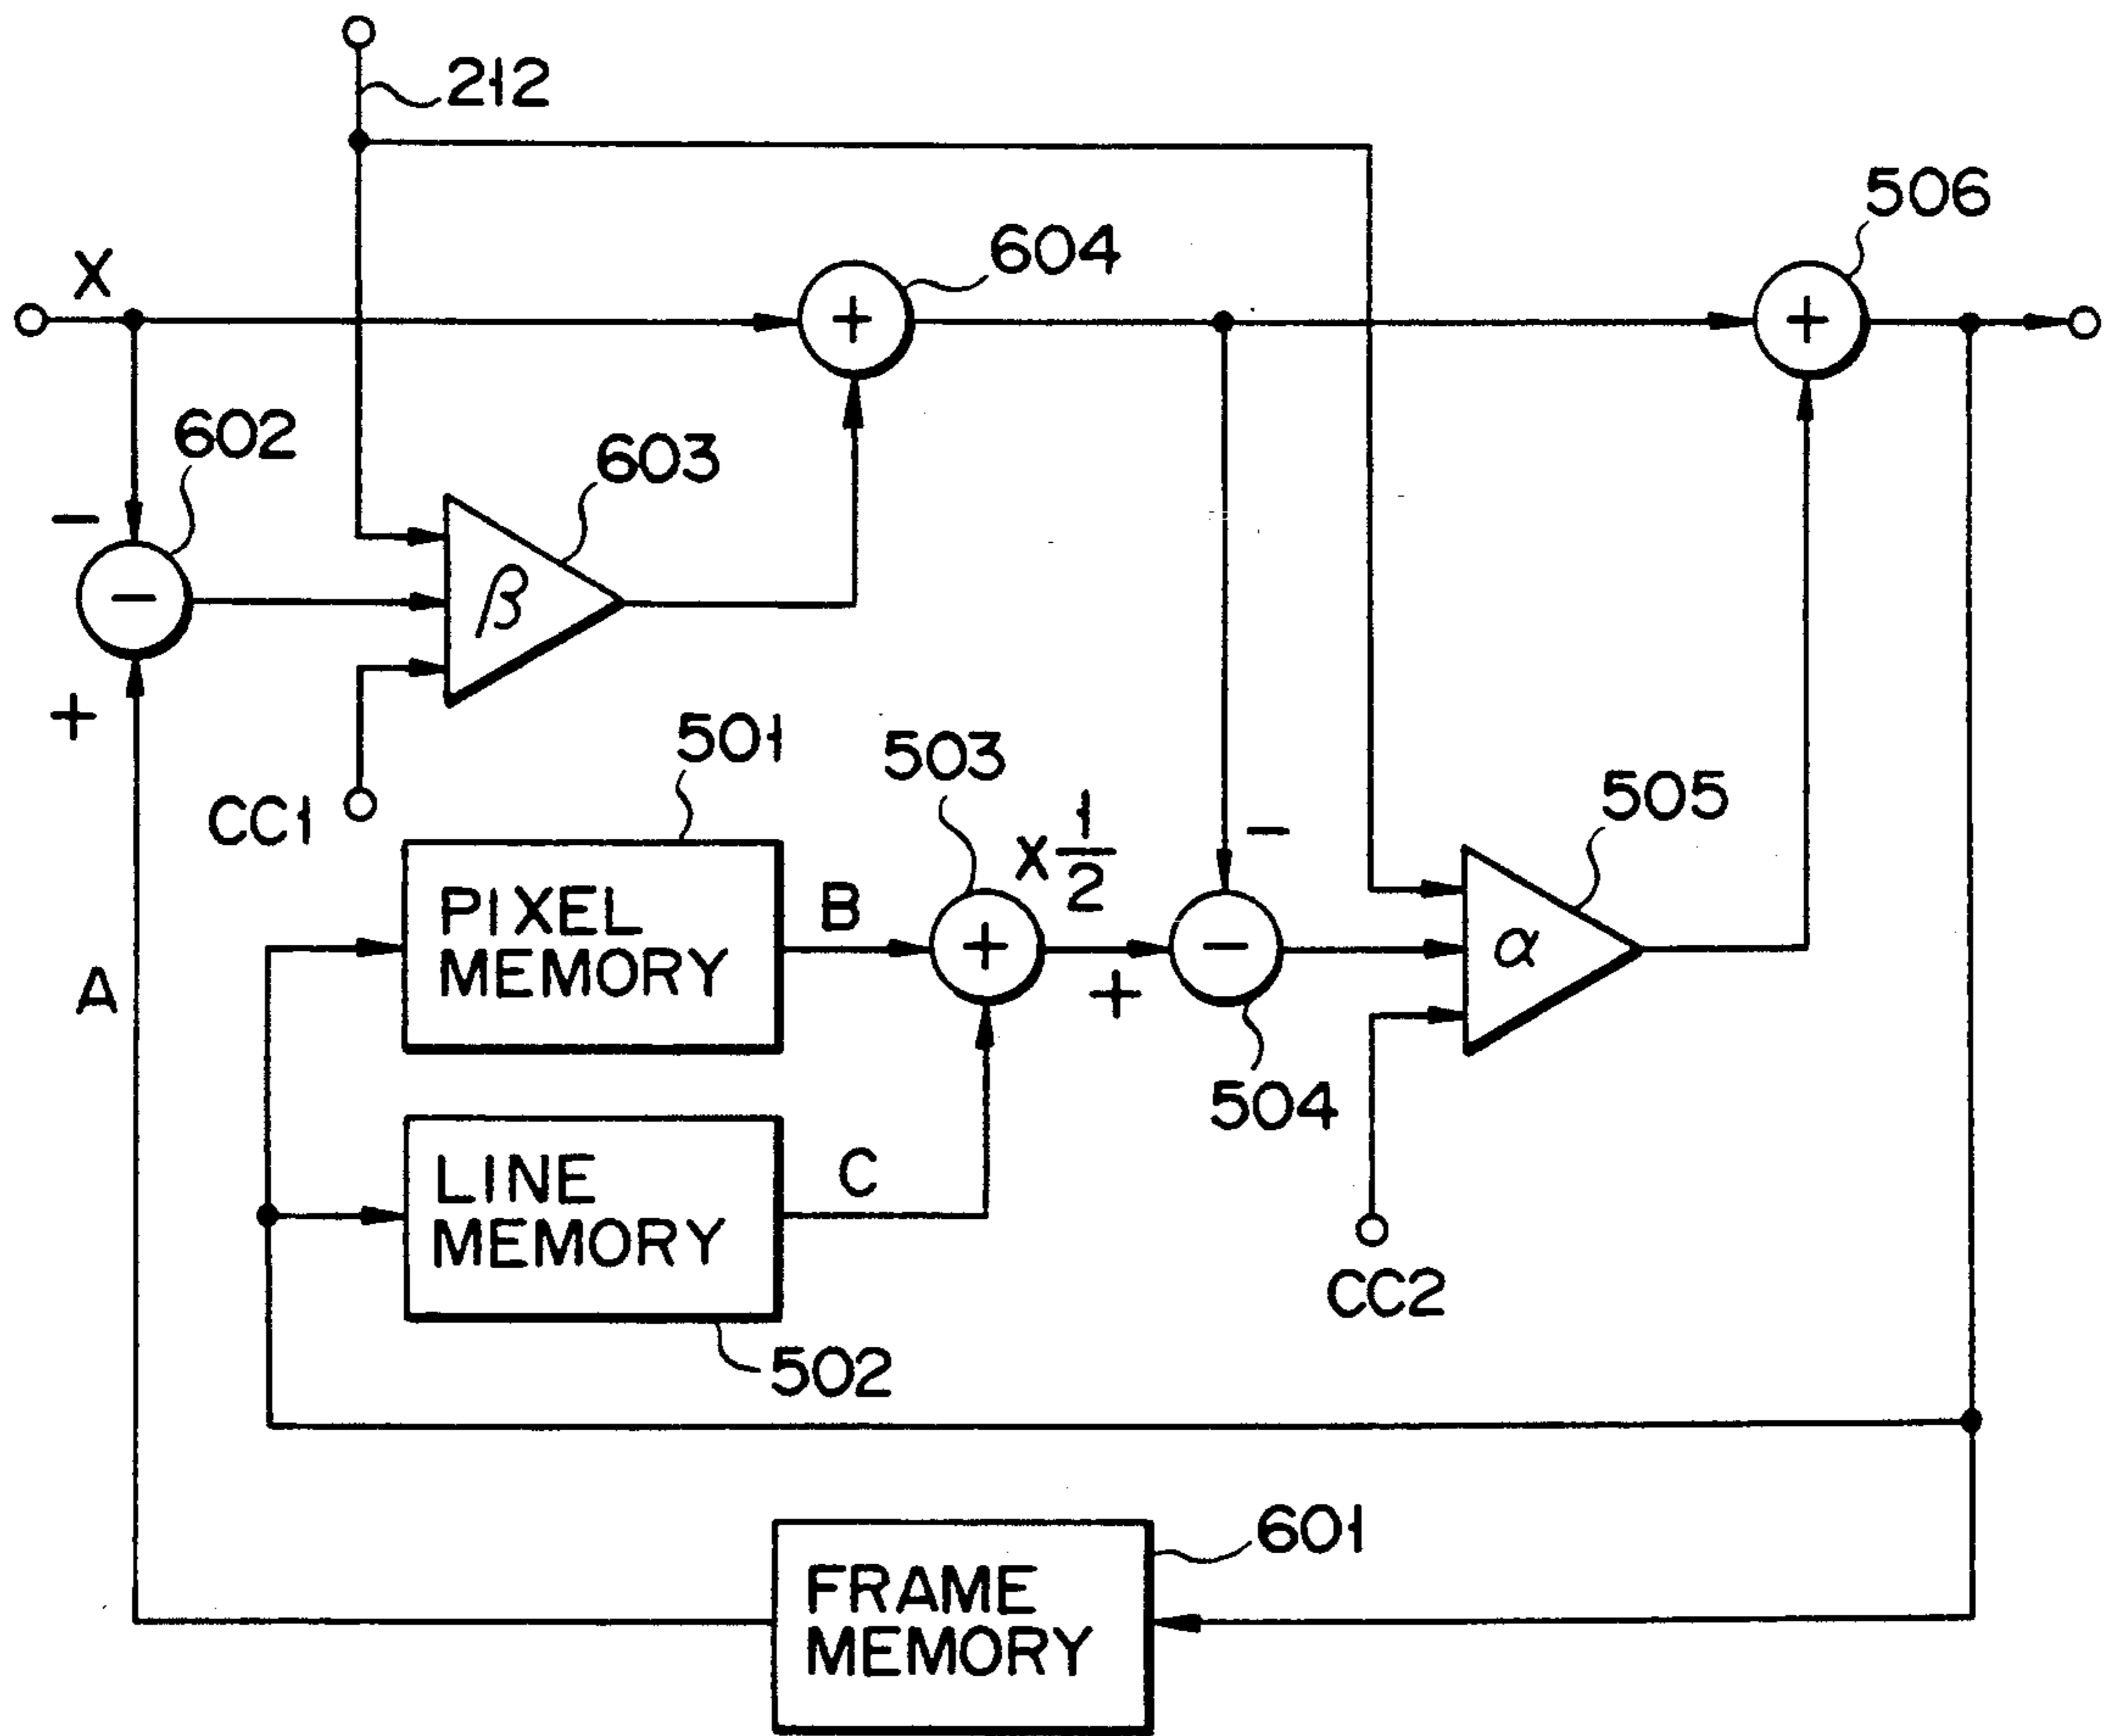 212
506
604
X
+
+
602
603
-
β
-
+
501
503
505
CC1
X 1/2
-
PIXEL
MEMORY
B
+
-
α
A
+
504
LINE
MEMORY
C
CC2
502
601
FRAME
MEMORY